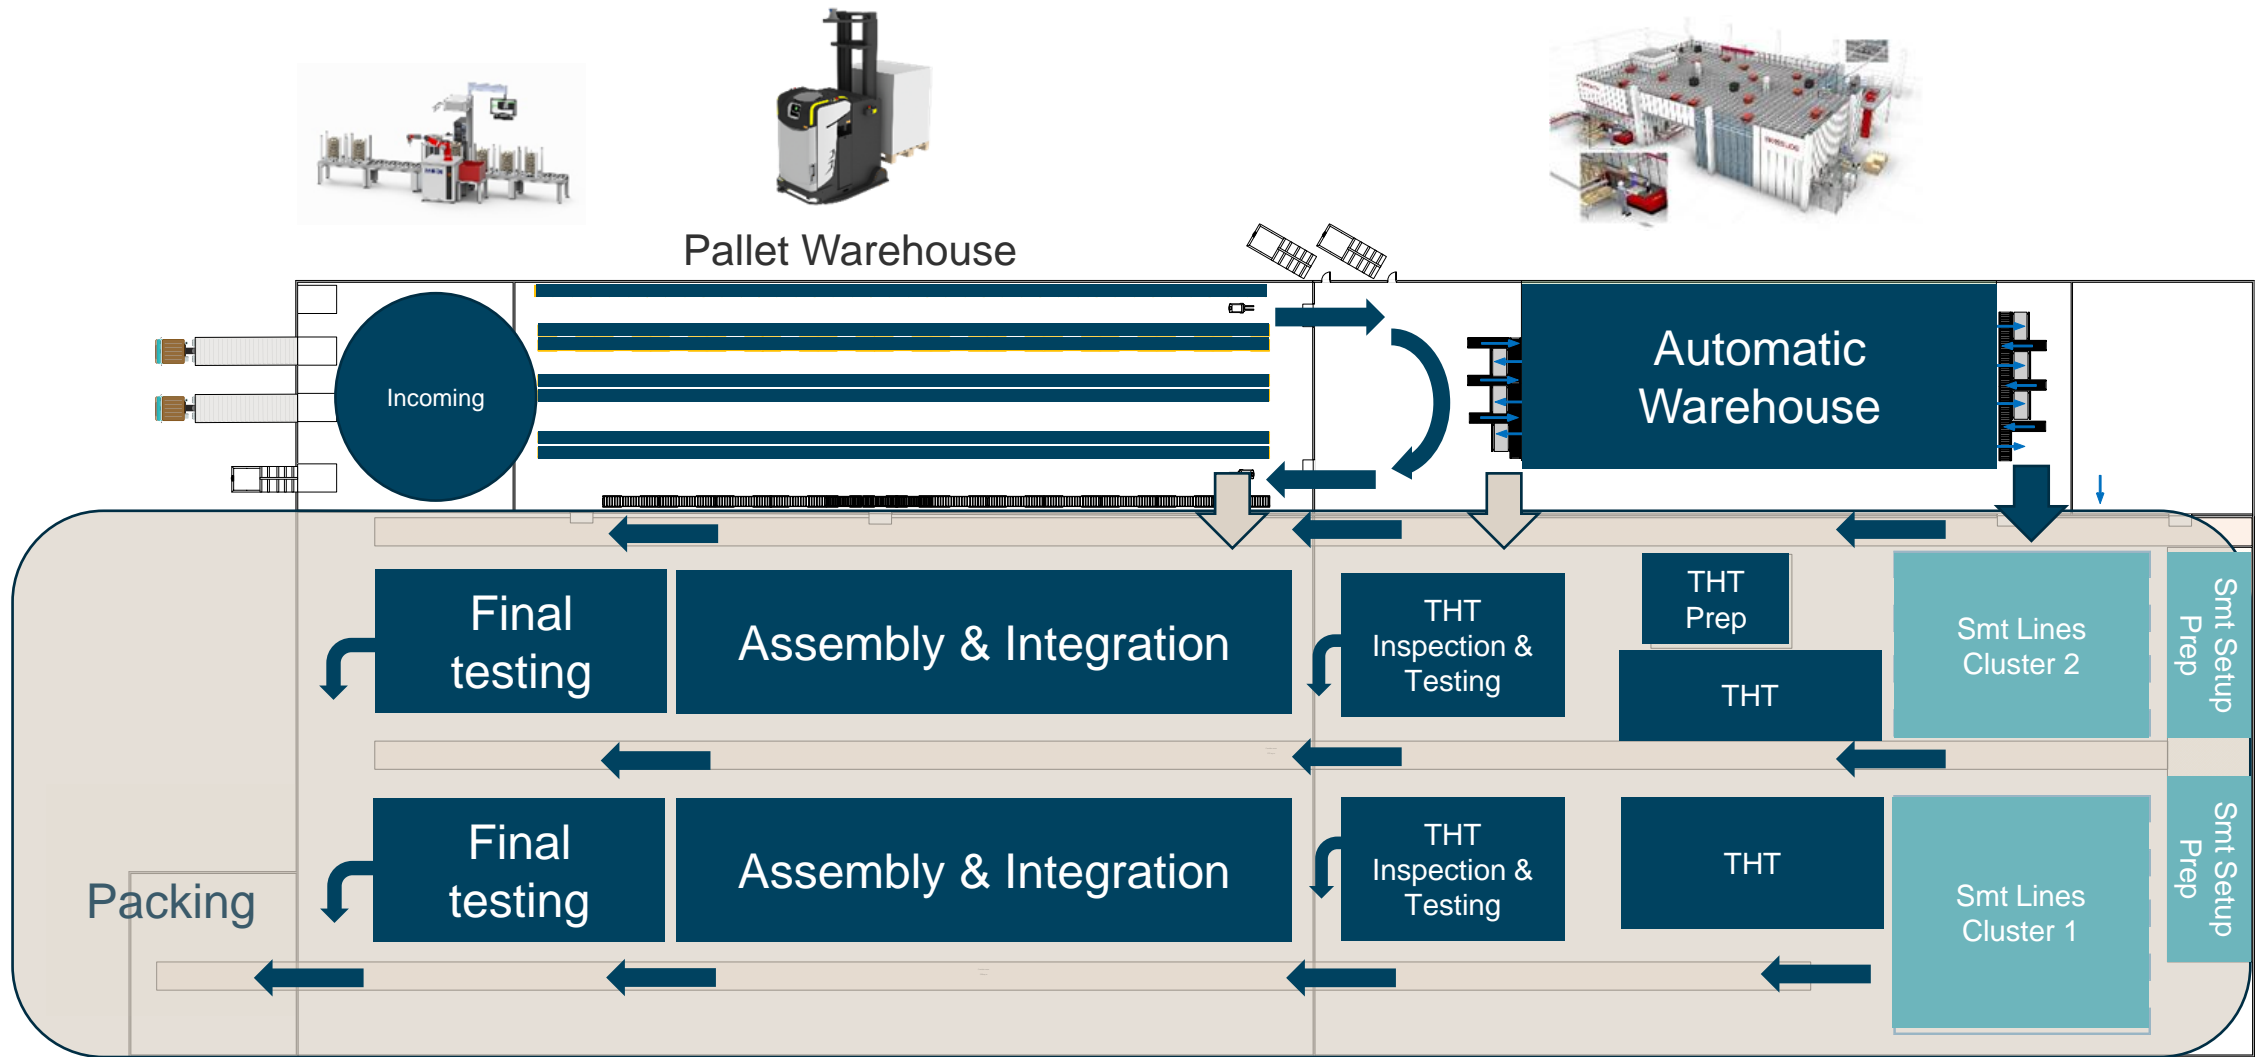 Pallet Warehouse
Incoming
Automatic
Warehouse
Final
testing
Assembly & Integration
THT
Inspection &
Testing
THT
Prep
THT
Smt Lines
Cluster 2
Smt Setup
Prep
Final
testing
Assembly & Integration
THT
Inspection &
Testing
THT
Smt Lines
Cluster 1
Smt Setup
Prep
Packing